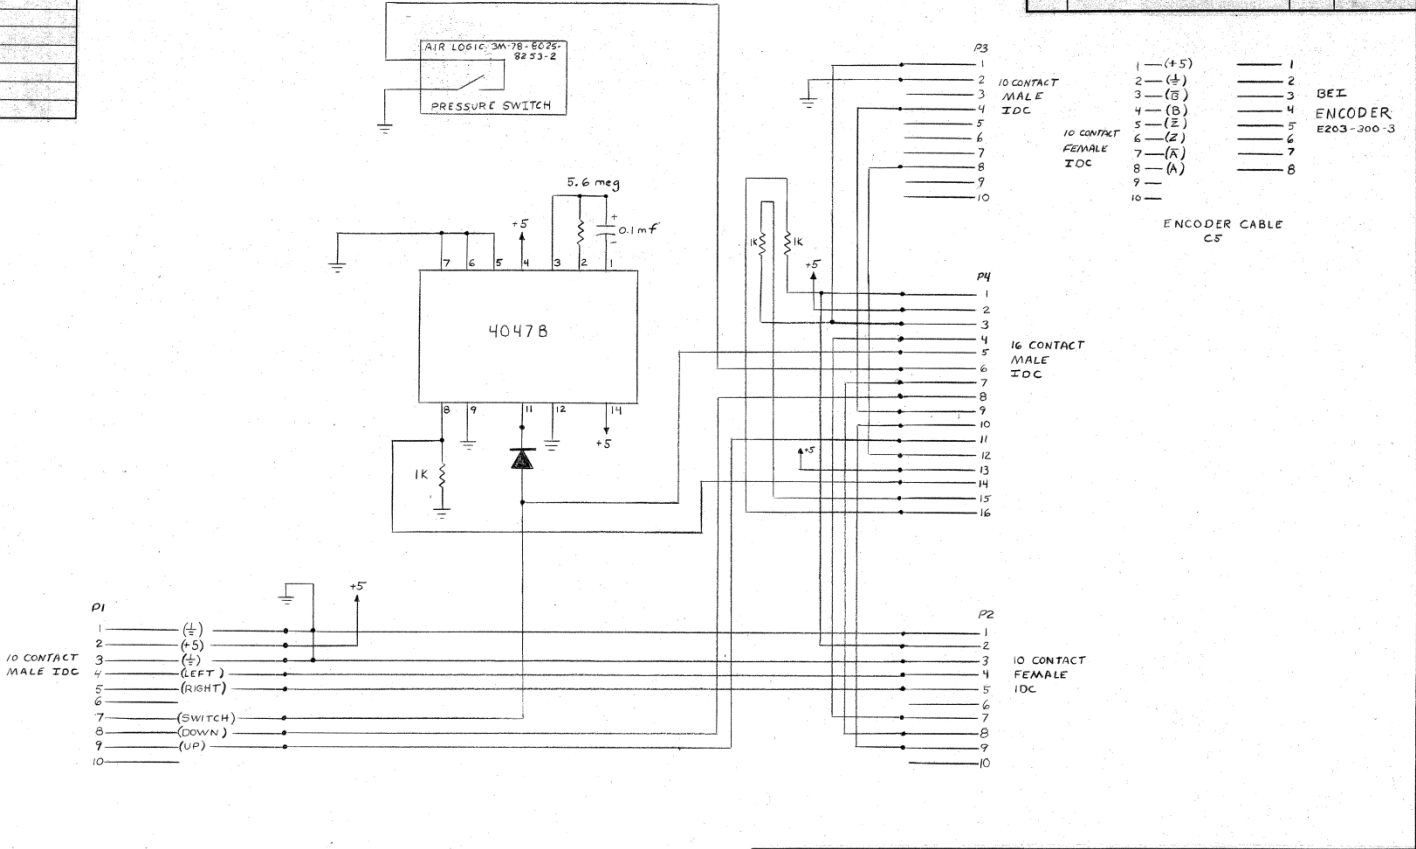 AIR LOGIC 3M-78-8025-
8253-2
PRESSURE SWITCH
5.6 meg
0.1mf
+5
7 6 5 4 3 2 1
4047B
8 9 11 12 14
+5
1K
P3
1
2
3
4
5
6
7
8
9
10
10 CONTACT
MALE
IDC
10 CONTACT
FEMALE
IDC
1 — (+5)
2 — (⏚)
3 — (B̅)
4 — (B)
5 — (Z̅)
6 — (Z)
7 — (A̅)
8 — (A)
9 —
10 —
1
2
3
4
5
6
7
8
BEI
ENCODER
E203-300-3
ENCODER CABLE
C5
1K
1K
+5
+5
P4
1
2
3
4
5
6
7
8
9
10
11
12
13
14
15
16
16 CONTACT
MALE
IDC
+5
P1
10 CONTACT
MALE IDC
1 (⏚)
2 (+5)
3 (⏚)
4 (LEFT)
5 (RIGHT)
6
7 (SWITCH)
8 (DOWN)
9 (UP)
10
P2
1
2
3
4
5
6
7
8
9
10
10 CONTACT
FEMALE
IDC